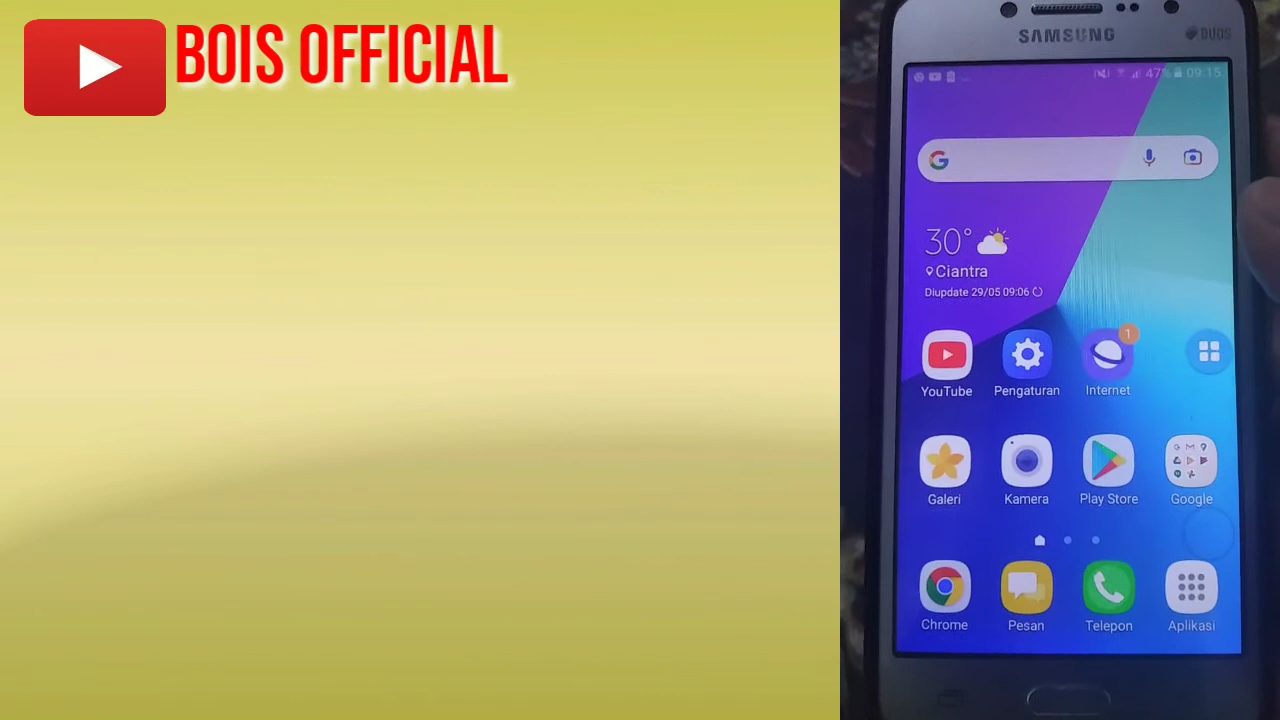 BOIS OFFICIAL
SAMSUNG
DUOS
47% 09:15
30°
Ciantra
Diupdate 29/05 09:06
1
YouTube Pengaturan Internet
Galeri Kamera Play Store Google
Chrome Pesan Telepon Aplikasi